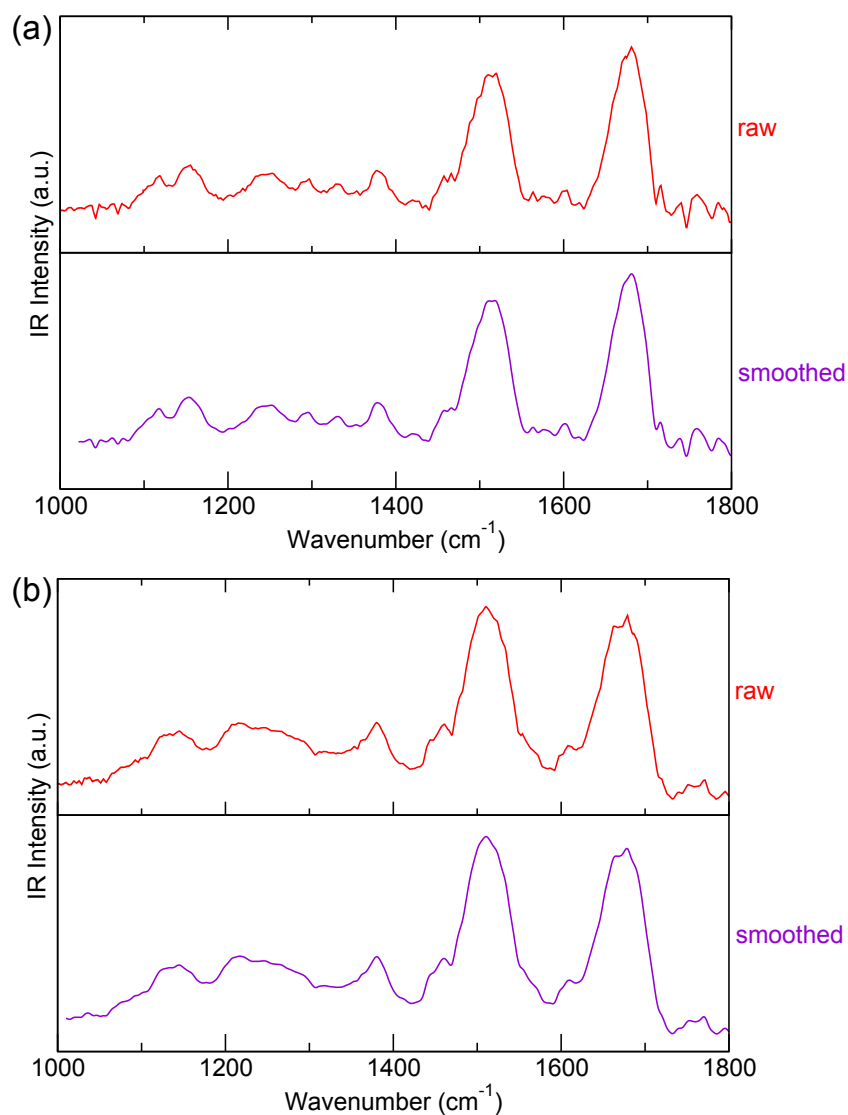 (a)
raw
IR Intensity (a.u.)
smoothed
1000 1200 1400 1600 1800
Wavenumber (cm⁻¹)
(b)
raw
IR Intensity (a.u.)
smoothed
1000 1200 1400 1600 1800
Wavenumber (cm⁻¹)